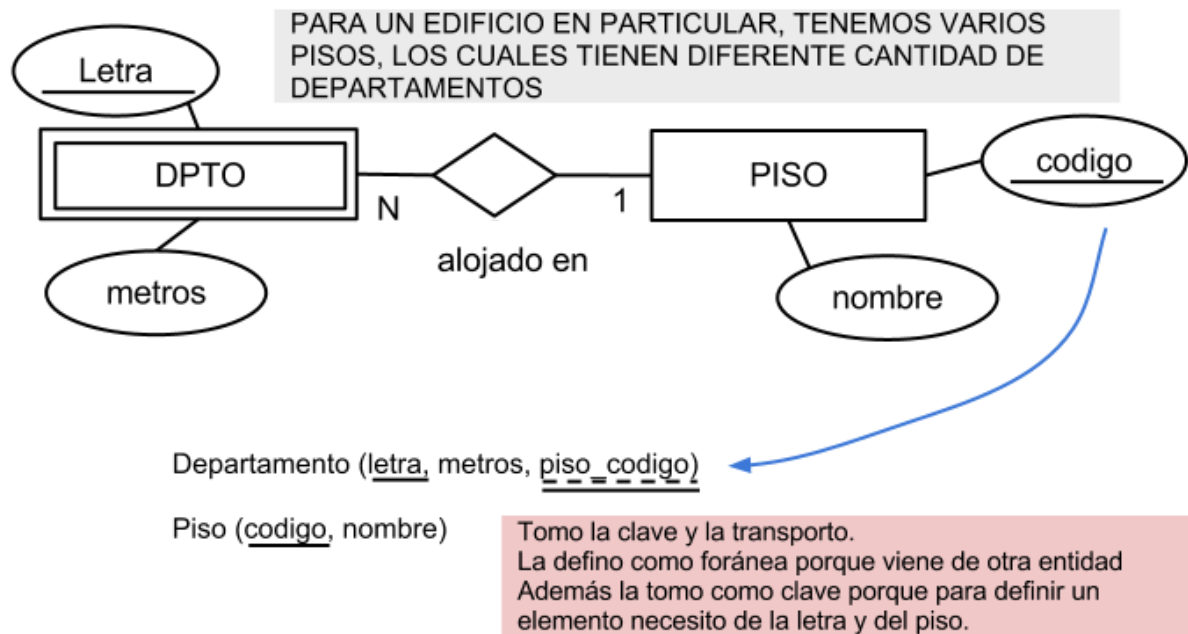 PARA UN EDIFICIO EN PARTICULAR, TENEMOS VARIOS
PISOS, LOS CUALES TIENEN DIFERENTE CANTIDAD DE
DEPARTAMENTOS
Letra
DPTO
N
1
PISO
codigo
alojado en
metros
nombre
Departamento (letra, metros, piso_codigo)
Piso (codigo, nombre)
Tomo la clave y la transporto.
La defino como foránea porque viene de otra entidad
Además la tomo como clave porque para definir un
elemento necesito de la letra y del piso.